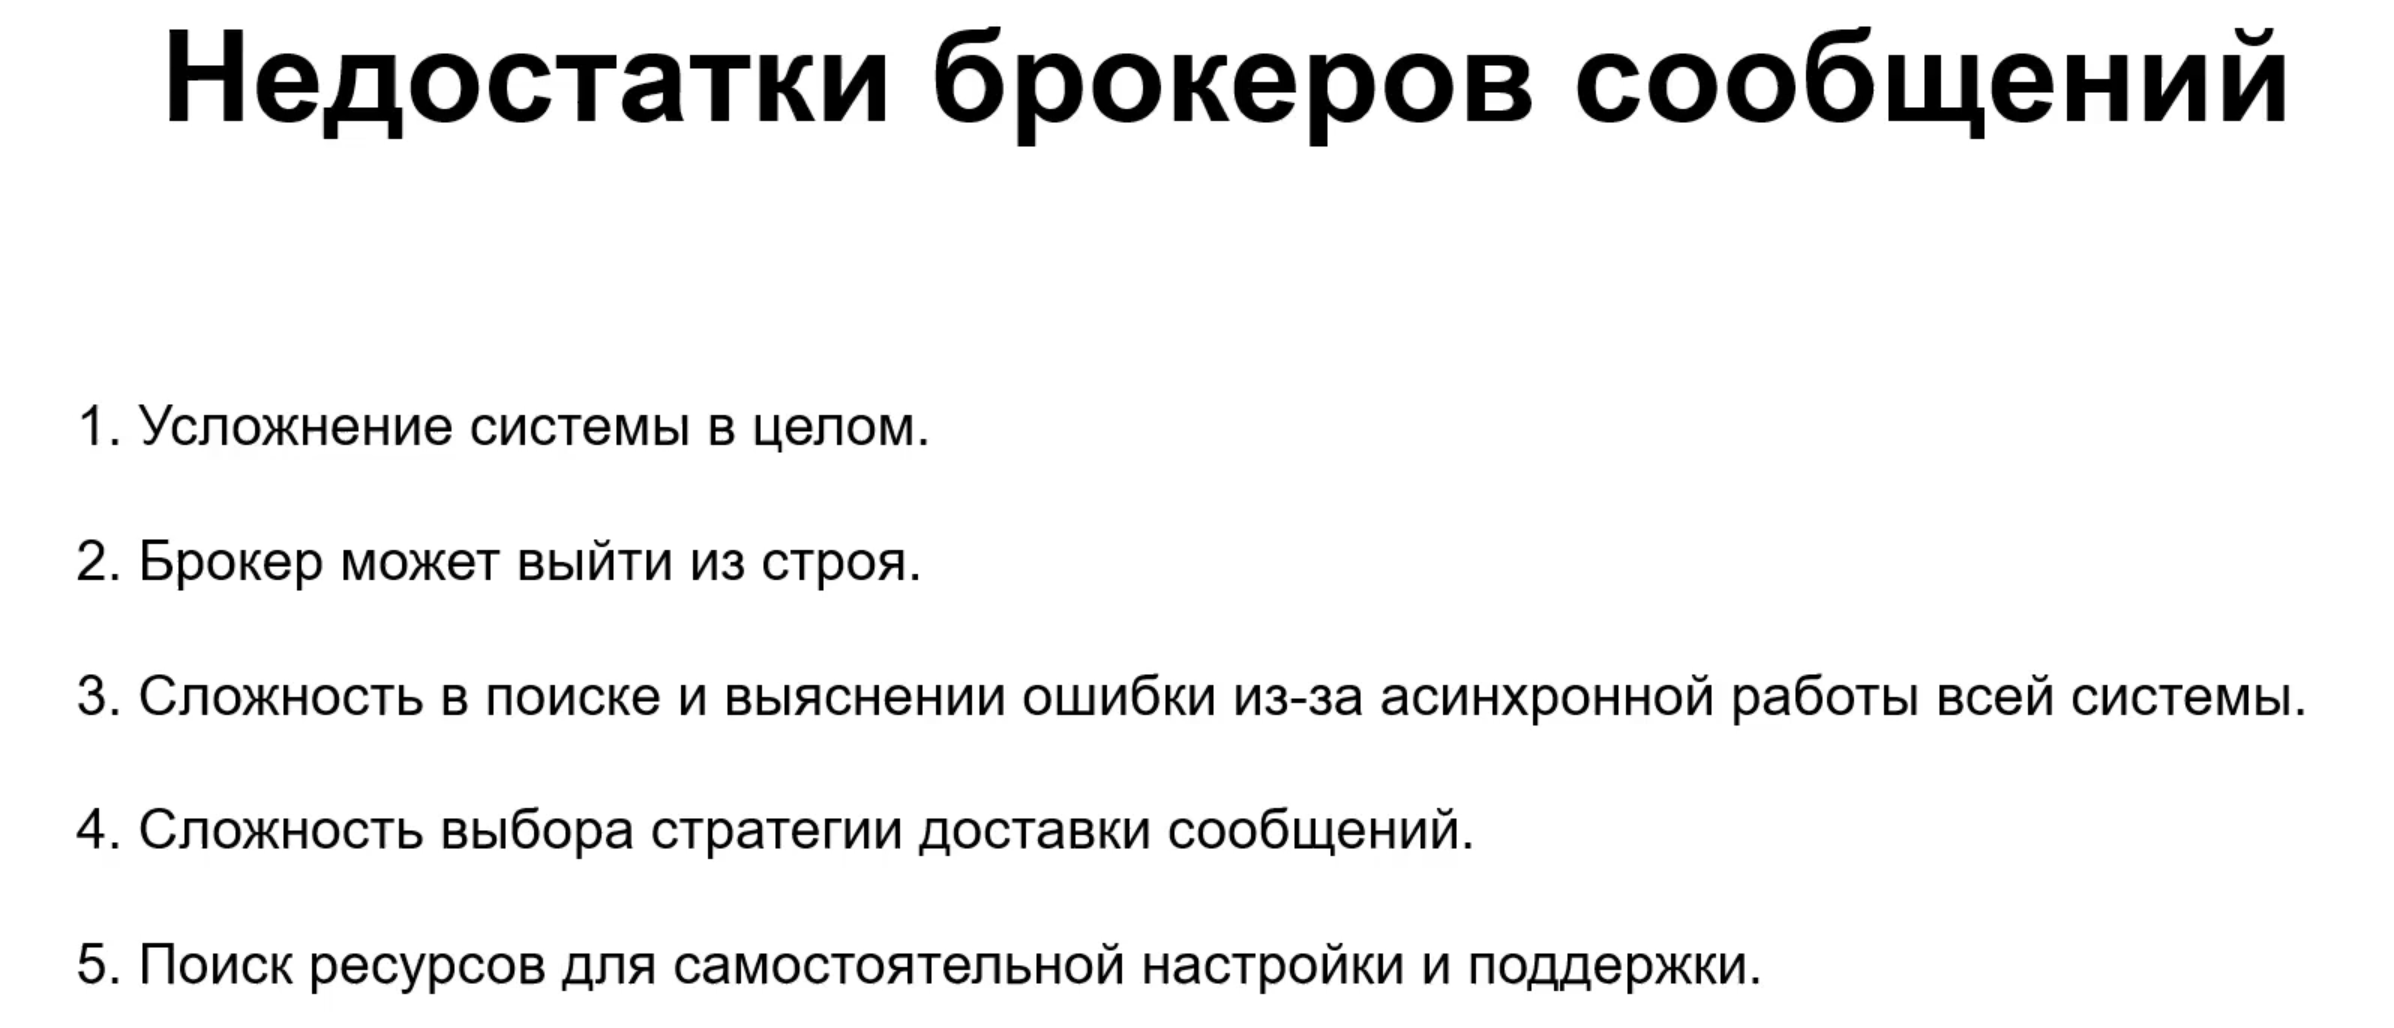 Недостатки брокеров сообщений
1. Усложнение системы в целом.
2. Брокер может выйти из строя.
3. Сложность в поиске и выяснении ошибки из-за асинхронной работы всей системы.
4. Сложность выбора стратегии доставки сообщений.
5. Поиск ресурсов для самостоятельной настройки и поддержки.